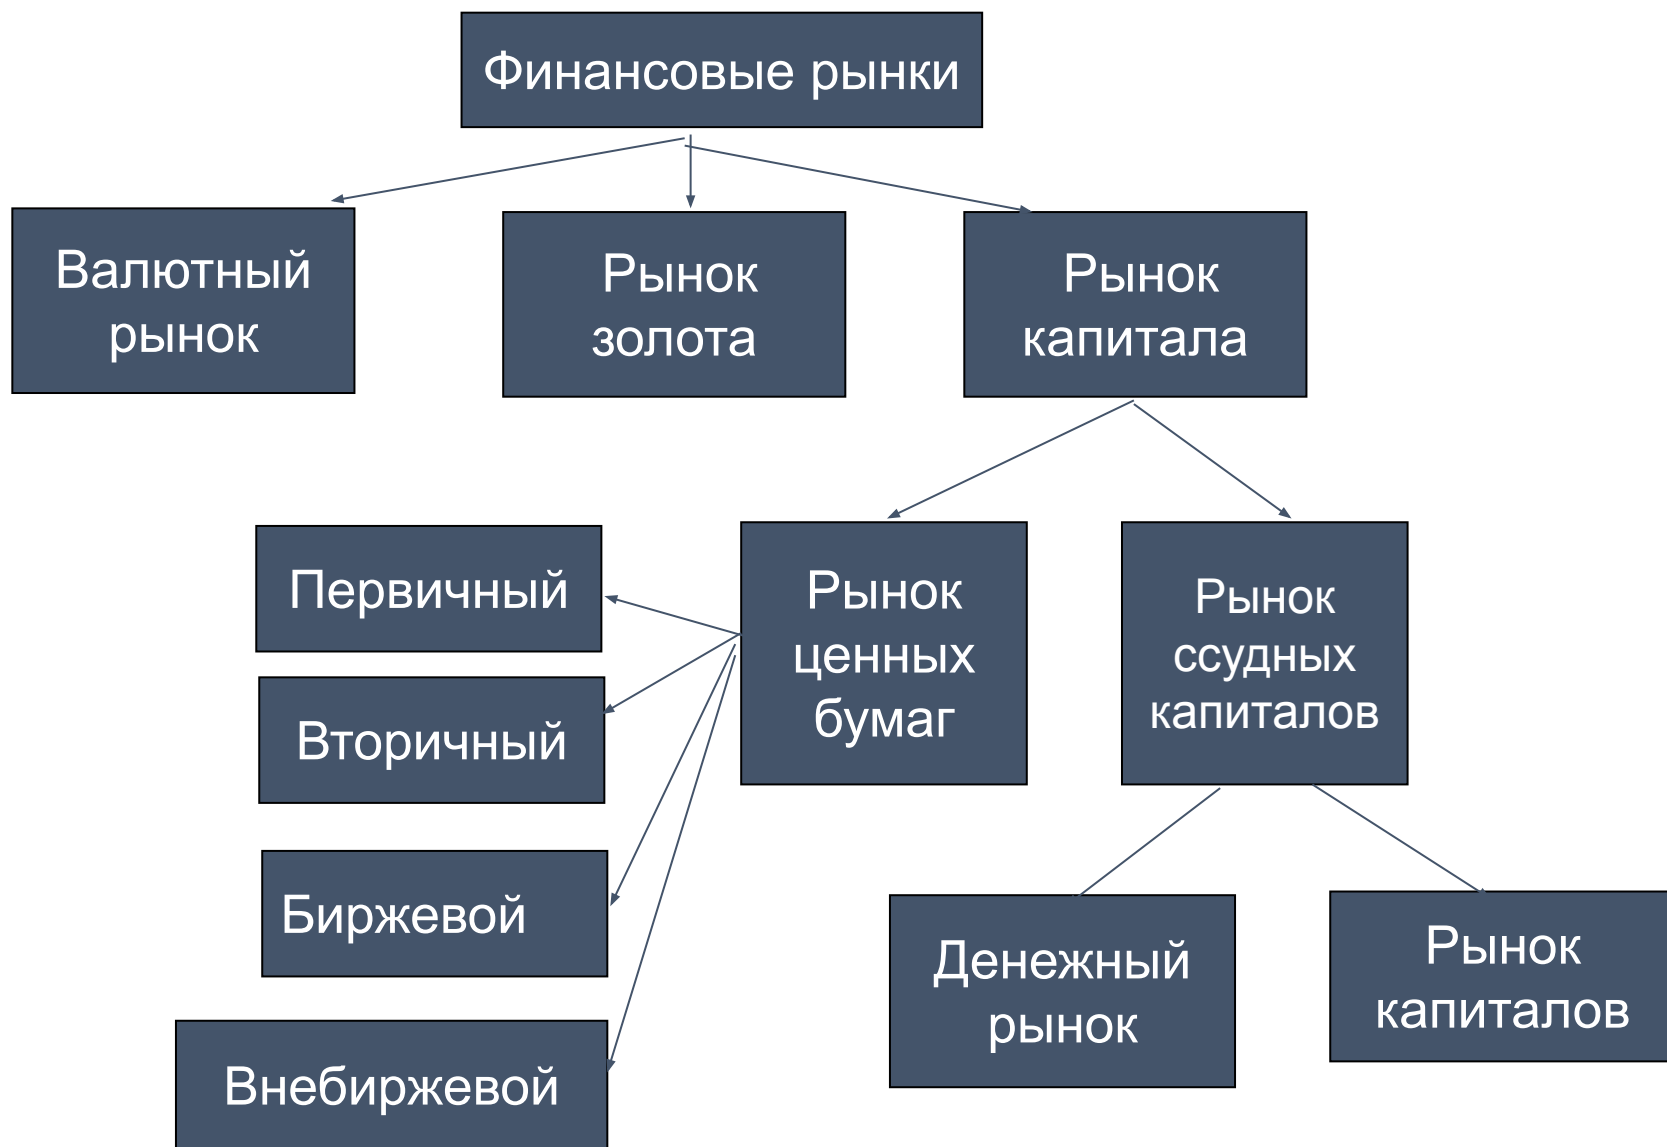 Финансовые рынки
Валютный
рынок
Рынок
золота
Рынок
капитала
Первичный
Вторичный
Биржевой
Внебиржевой
Рынок
ценных
бумаг
Рынок
ссудных
капиталов
Денежный
рынок
Рынок
капиталов